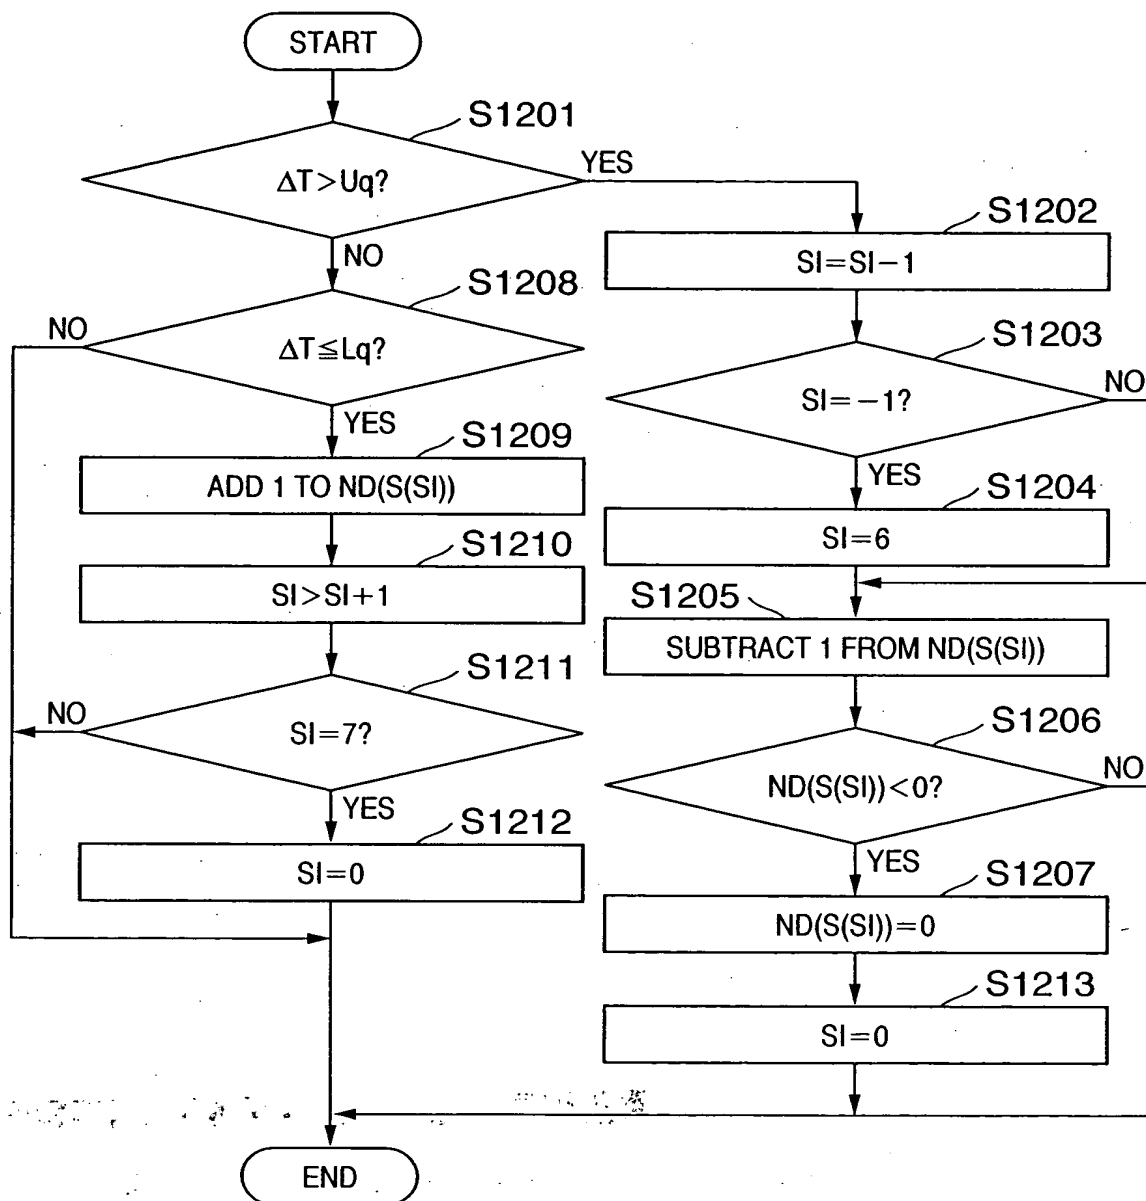 START
S1201
ΔT>Uq?
YES
NO
S1202
SI=SI−1
S1208
ΔT≦Lq?
NO
YES
S1203
SI=−1?
NO
YES
S1209
ADD 1 TO ND(S(SI))
S1204
SI=6
S1210
SI>SI+1
S1205
SUBTRACT 1 FROM ND(S(SI))
S1211
SI=7?
NO
YES
S1206
ND(S(SI))<0?
NO
YES
S1212
SI=0
S1207
ND(S(SI))=0
S1213
SI=0
END